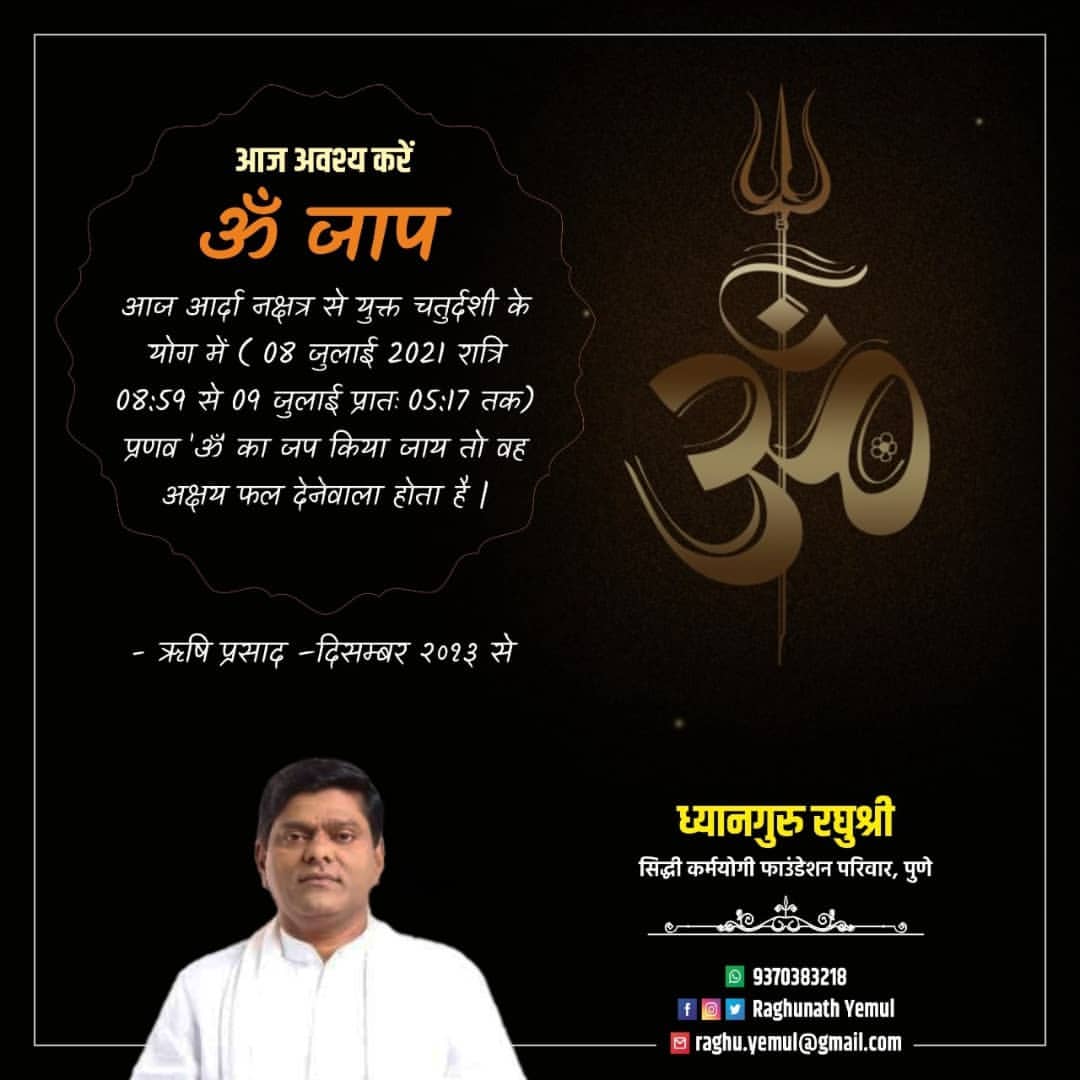 आज अवश्य करें
ॐ जाप
आज आर्दा नक्षत्र से युक्त चतुर्दशी के
योग में ( 08 जुलाई 2021 रात्रि
08:59 से 09 जुलाई प्रातः 05:17 तक)
प्रणव 'ॐ' का जप किया जाय तो वह
अक्षय फल देनेवाला होता है |
- ऋषि प्रसाद -दिसम्बर २०१३ से
ॐ
ध्यानगुरु रघुश्री
सिद्धी कर्मयोगी फाउंडेशन परिवार, पुणे
9370383218
Raghunath Yemul
raghu.yemul@gmail.com